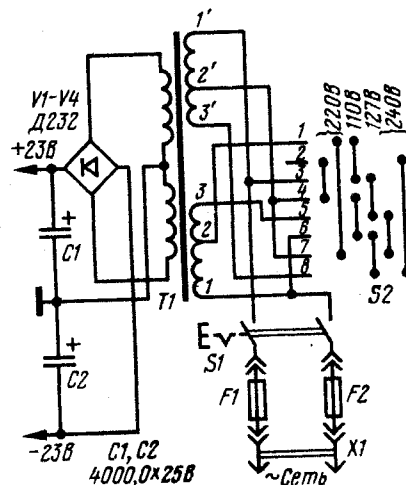 V1-V4
Д232
+23В
C1
C2
-23В
C1, C2
4000,0×25В
T1
1'
2'
3'
3
2
1
1
2
3
4
5
6
7
8
}220В
110В
127В
}240В
S2
E
S1
F1
F2
X1
~Сеть